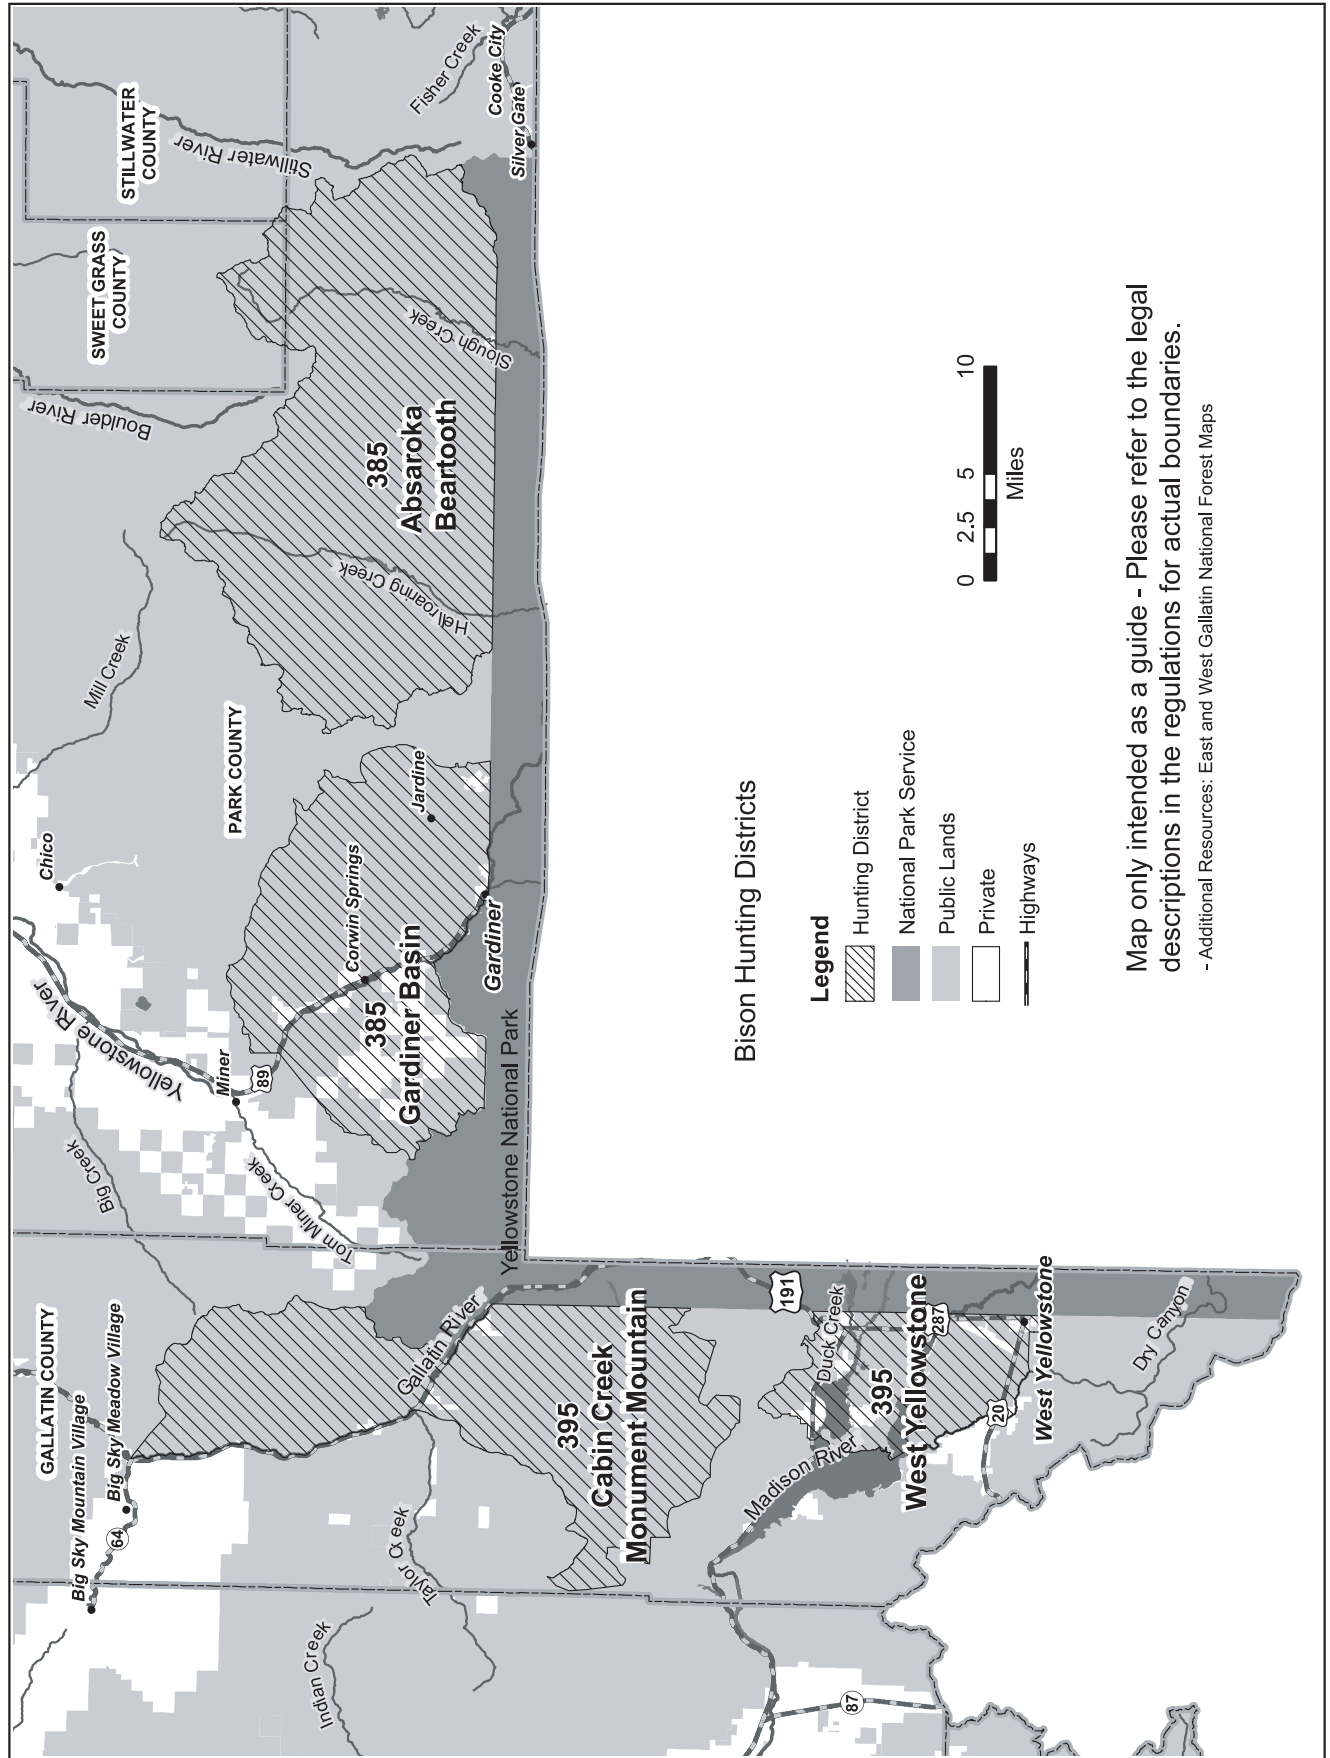 GALLATIN COUNTY
Big Sky Mountain Village
Big Sky Meadow Village
64
Indian Creek
Taylor Creek
Gallatin River
395
Cabin Creek
Monument Mountain
Madison River
Duck Creek
191
287
395
West Yellowstone
20
West Yellowstone
Dry Canyon
87
Big Creek
Tom Miner Creek
Miner
89
Yellowstone River
Chico
PARK COUNTY
Mill Creek
Corwin Springs
Jardine
385
Gardiner Basin
Gardiner
Yellowstone National Park
Boulder River
SWEET GRASS
COUNTY
STILLWATER
COUNTY
Stillwater River
Hellroaring Creek
Slough Creek
385
Absaroka
Beartooth
Fisher Creek
Cooke City
Silver Gate
Bison Hunting Districts
Legend
Hunting District
National Park Service
Public Lands
Private
Highways
0 2.5 5 10
Miles
Map only intended as a guide - Please refer to the legal
descriptions in the regulations for actual boundaries.
- Additional Resources: East and West Gallatin National Forest Maps